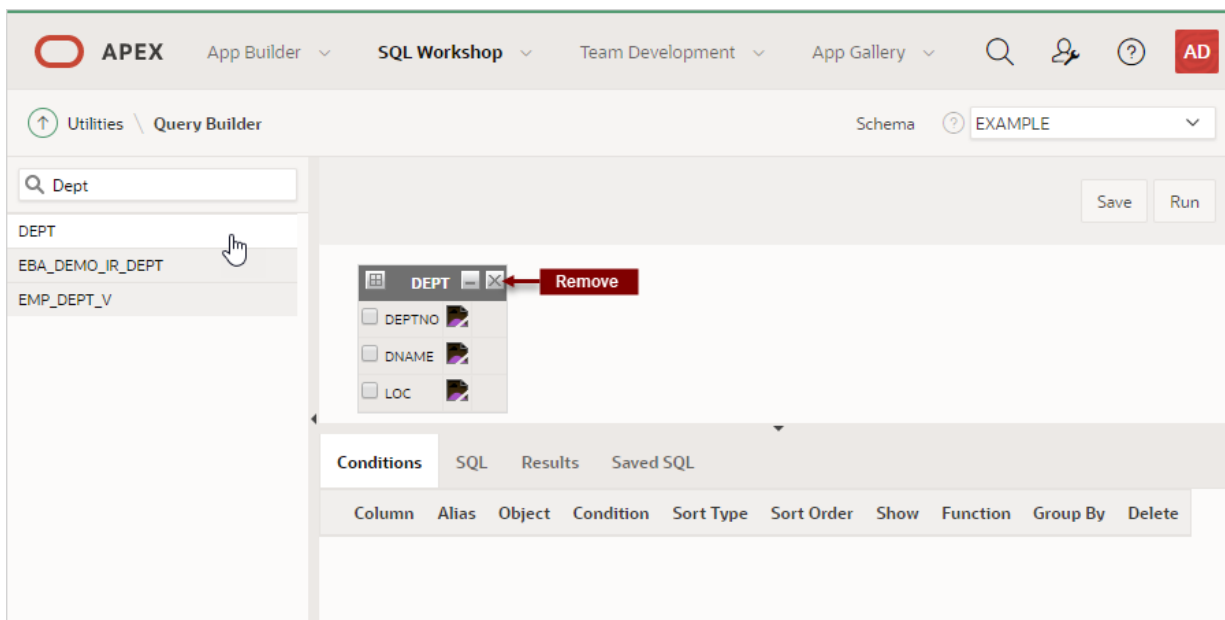 APEX App Builder SQL Workshop Team Development App Gallery AD
Utilities \ Query Builder Schema EXAMPLE
Dept
Save Run
DEPT
EBA_DEMO_IR_DEPT
EMP_DEPT_V
DEPT Remove
DEPTNO
DNAME
LOC
Conditions SQL Results Saved SQL
Column Alias Object Condition Sort Type Sort Order Show Function Group By Delete